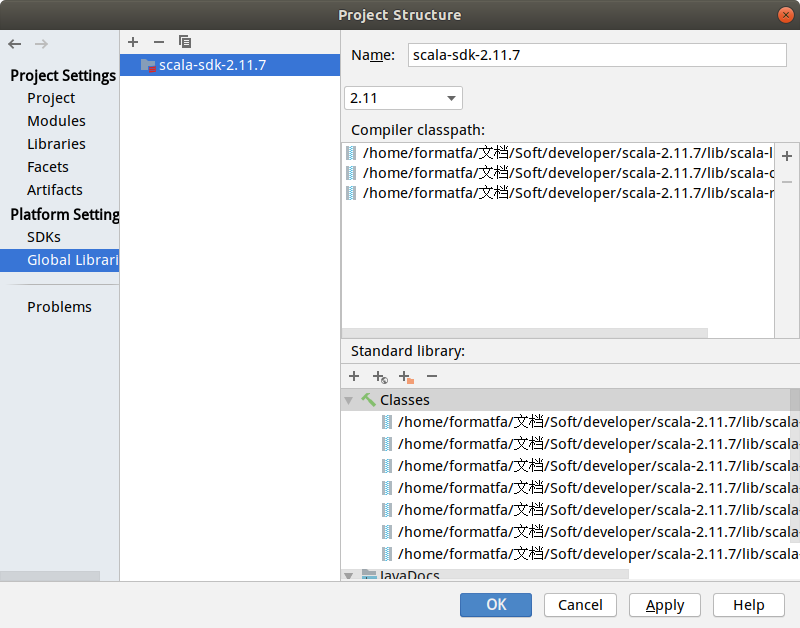 Project Structure
Project Settings
Project
Modules
Libraries
Facets
Artifacts
Platform Setting
SDKs
Global Librari
Problems
scala-sdk-2.11.7
Name: scala-sdk-2.11.7
2.11
Compiler classpath:
/home/formatfa/文档/Soft/developer/scala-2.11.7/lib/scala-l
/home/formatfa/文档/Soft/developer/scala-2.11.7/lib/scala-c
/home/formatfa/文档/Soft/developer/scala-2.11.7/lib/scala-r
Standard library:
Classes
/home/formatfa/文档/Soft/developer/scala-2.11.7/lib/scala-
/home/formatfa/文档/Soft/developer/scala-2.11.7/lib/scala-
/home/formatfa/文档/Soft/developer/scala-2.11.7/lib/scala-
/home/formatfa/文档/Soft/developer/scala-2.11.7/lib/scala-
/home/formatfa/文档/Soft/developer/scala-2.11.7/lib/scala-
/home/formatfa/文档/Soft/developer/scala-2.11.7/lib/scala-
/home/formatfa/文档/Soft/developer/scala-2.11.7/lib/scala-
JavaDocs
OK
Cancel
Apply
Help